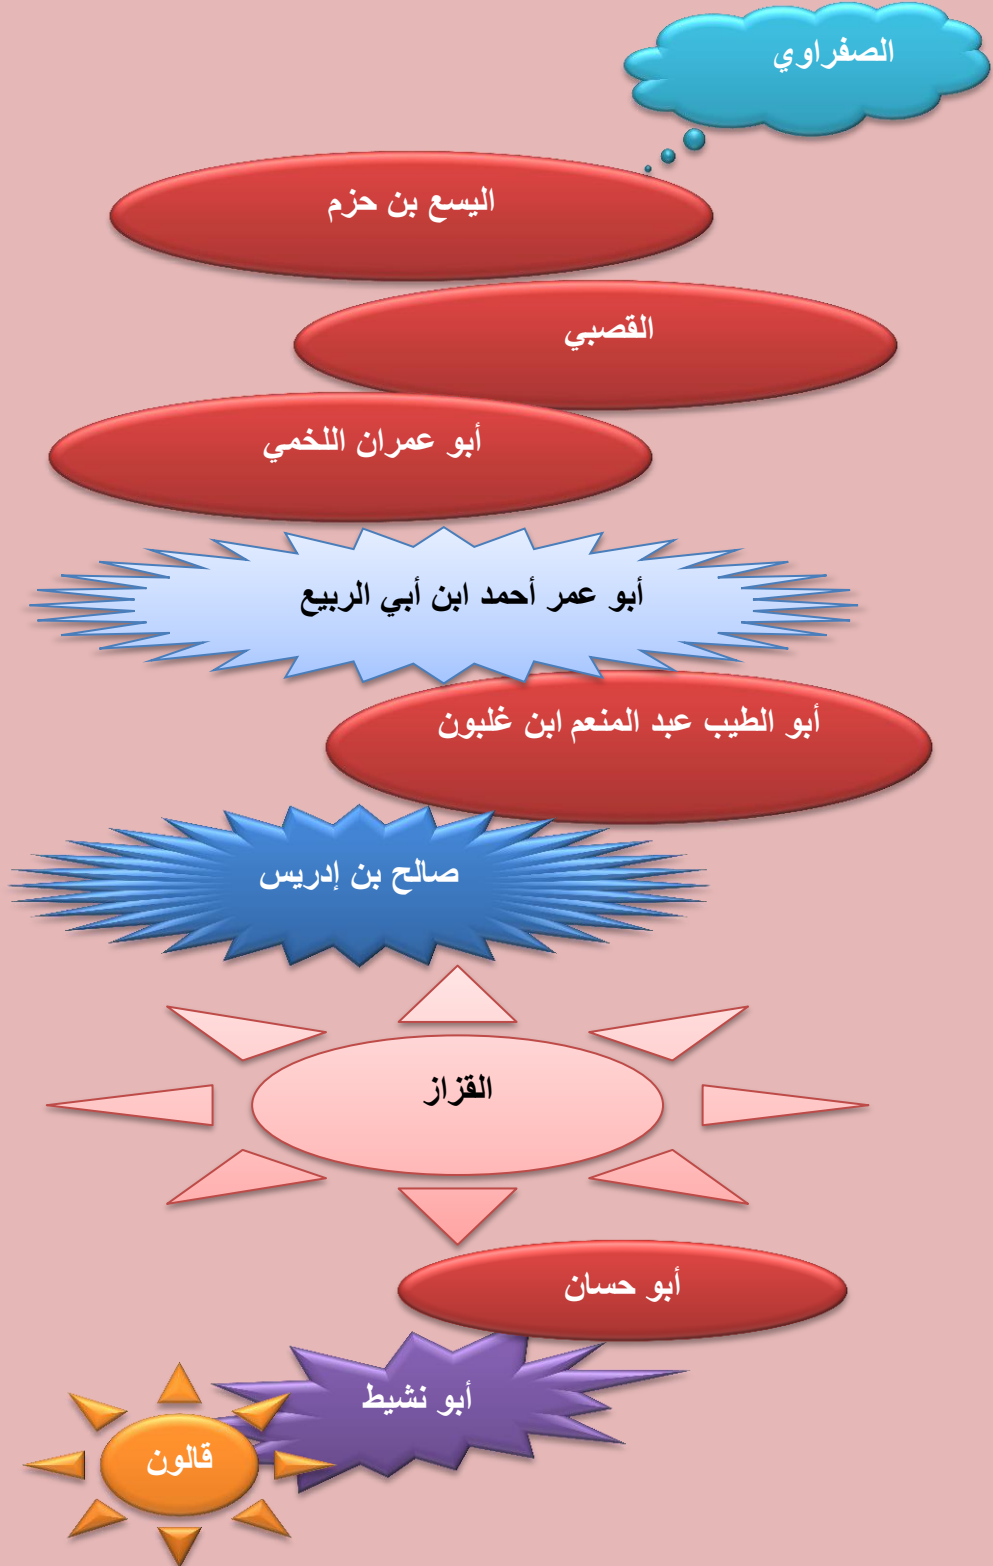 الصفراوي
اليسع بن حزم
القصبي
أبو عمران اللخمي
أبو عمر أحمد ابن أبي الربيع
أبو الطيب عبد المنعم ابن غلبون
صالح بن إدريس
القزاز
أبو حسان
أبو نشيط
قالون